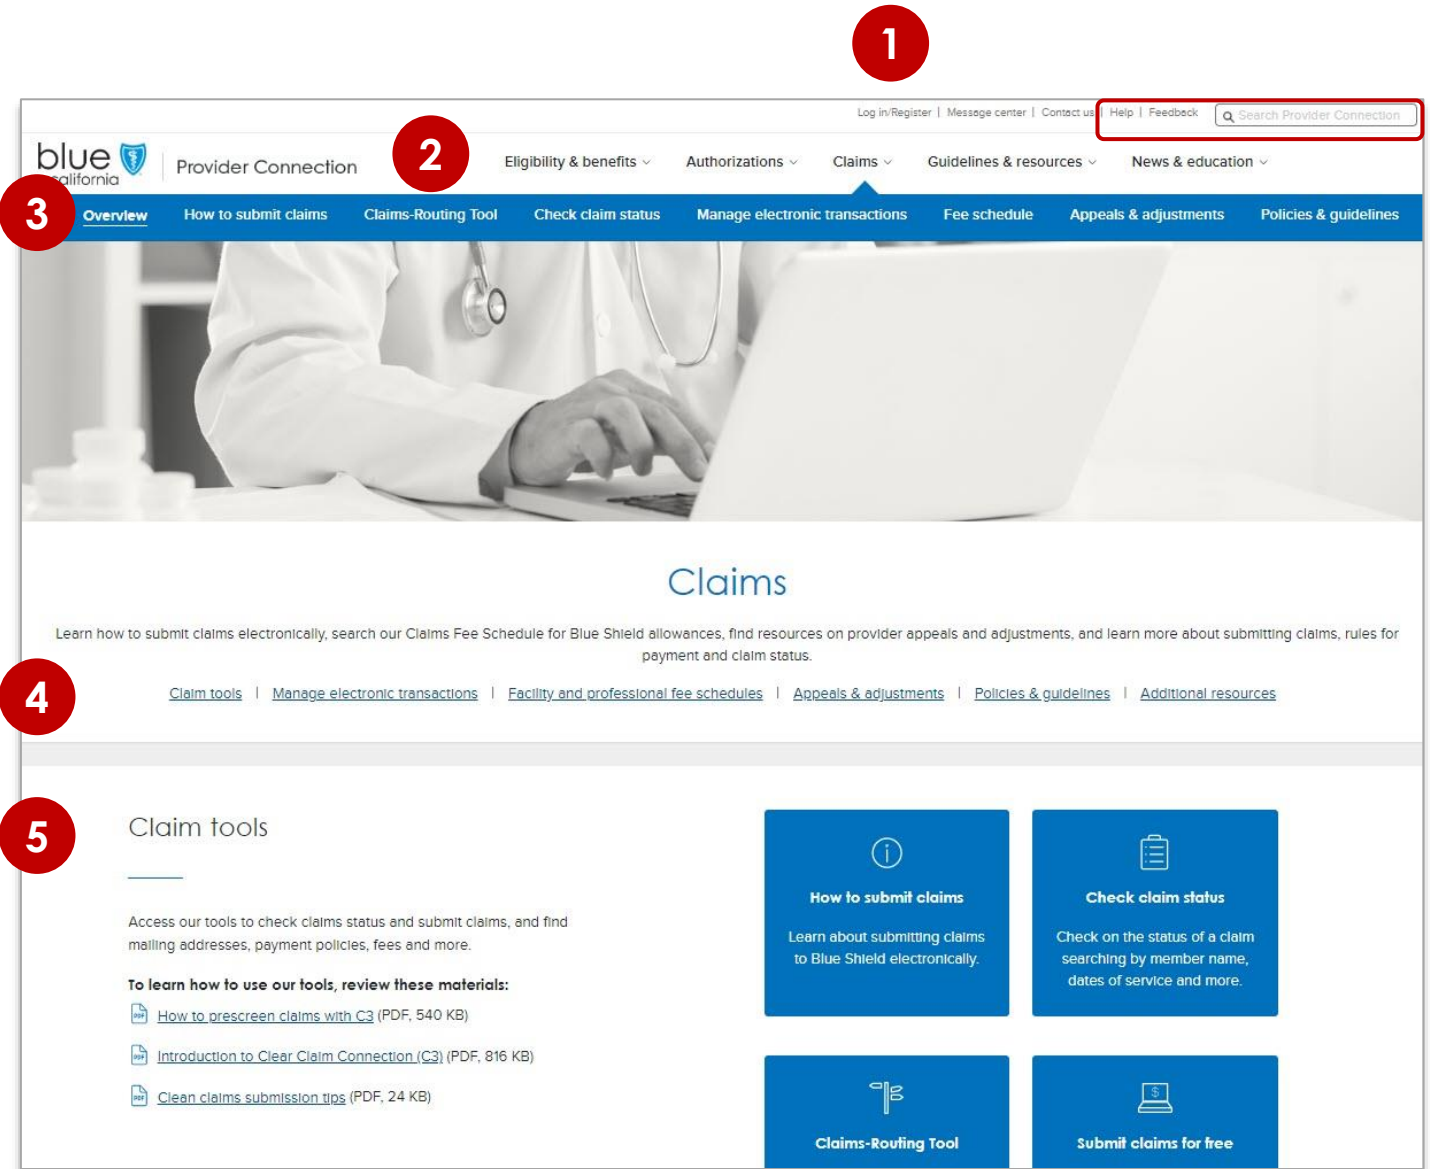 1
Log in/Register | Message center | Contact us | Help | Feedback Search Provider Connection
blue
california
Provider Connection
2
Eligibility & benefits Authorizations Claims Guidelines & resources News & education
3
Overview How to submit claims Claims-Routing Tool Check claim status Manage electronic transactions Fee schedule Appeals & adjustments Policies & guidelines
Claims
Learn how to submit claims electronically, search our Claims Fee Schedule for Blue Shield allowances, find resources on provider appeals and adjustments, and learn more about submitting claims, rules for
payment and claim status.
4
Claim tools | Manage electronic transactions | Facility and professional fee schedules | Appeals & adjustments | Policies & guidelines | Additional resources
5
Claim tools
Access our tools to check claims status and submit claims, and find
mailing addresses, payment policies, fees and more.
To learn how to use our tools, review these materials:
PDF How to prescreen claims with C3 (PDF, 540 KB)
PDF Introduction to Clear Claim Connection (C3) (PDF, 816 KB)
PDF Clean claims submission tips (PDF, 24 KB)
How to submit claims
Learn about submitting claims
to Blue Shield electronically.
Check claim status
Check on the status of a claim
searching by member name,
dates of service and more.
Claims-Routing Tool
$
Submit claims for free